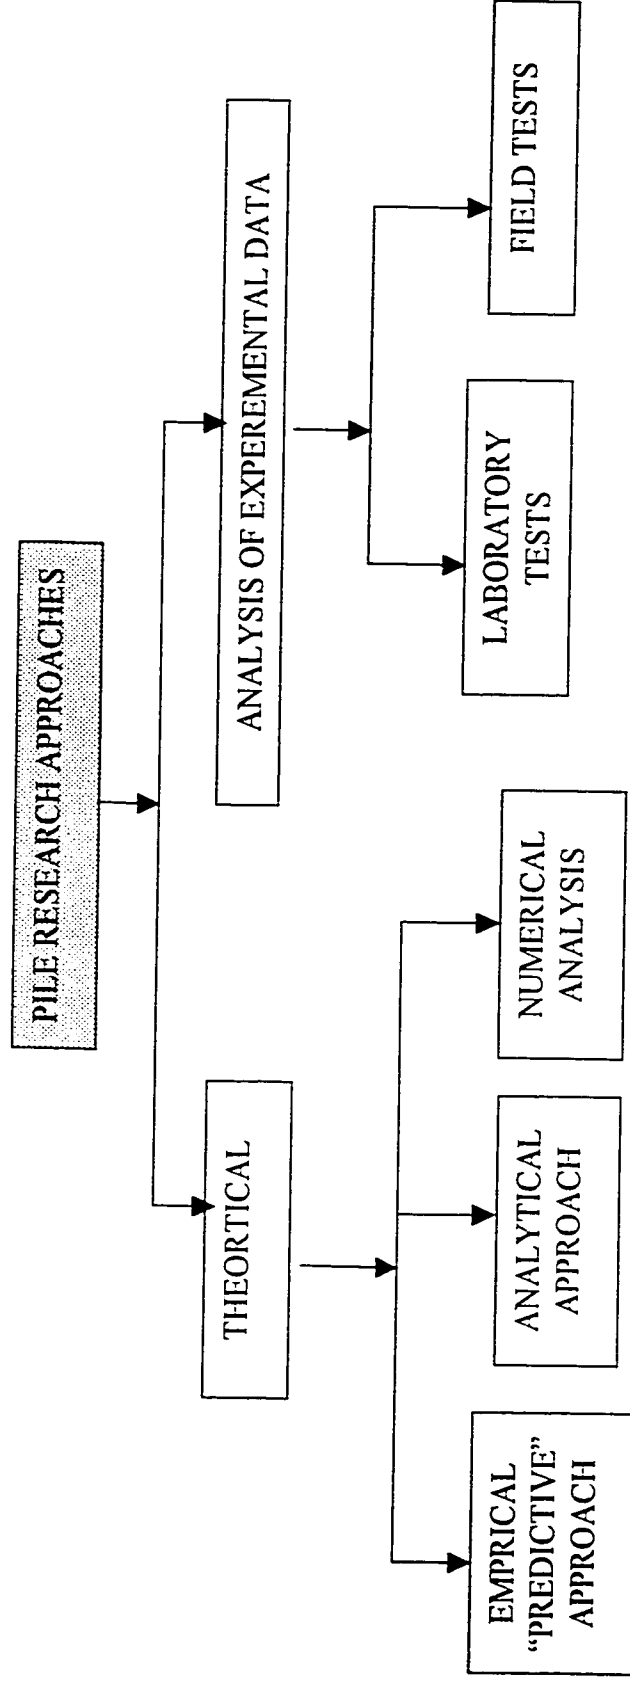 PILE RESEARCH APPROACHES
THEORTICAL
ANALYSIS OF EXPEREMENTAL DATA
EMPRICAL
“PREDICTIVE”
APPROACH
ANALYTICAL
APPROACH
NUMERICAL
ANALYSIS
LABORATORY
TESTS
FIELD TESTS